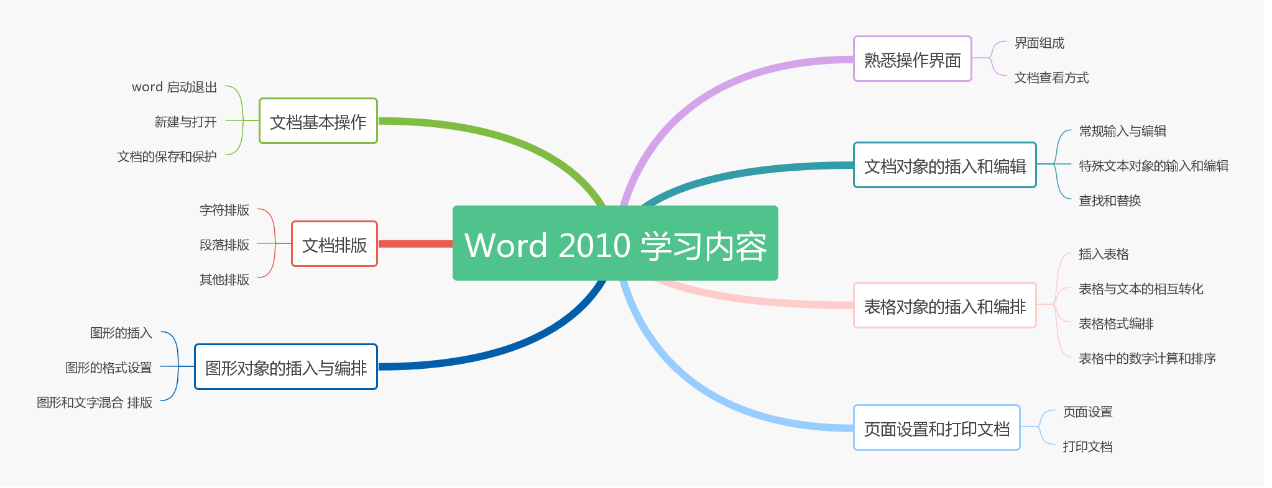 Word 2010 学习内容
熟悉操作界面
界面组成
文档查看方式
文档对象的插入和编辑
常规输入与编辑
特殊文本对象的输入和编辑
查找和替换
表格对象的插入和编排
插入表格
表格与文本的相互转化
表格格式编排
表格中的数字计算和排序
页面设置和打印文档
页面设置
打印文档
文档基本操作
word 启动退出
新建与打开
文档的保存和保护
文档排版
字符排版
段落排版
其他排版
图形对象的插入与编排
图形的插入
图形的格式设置
图形和文字混合 排版